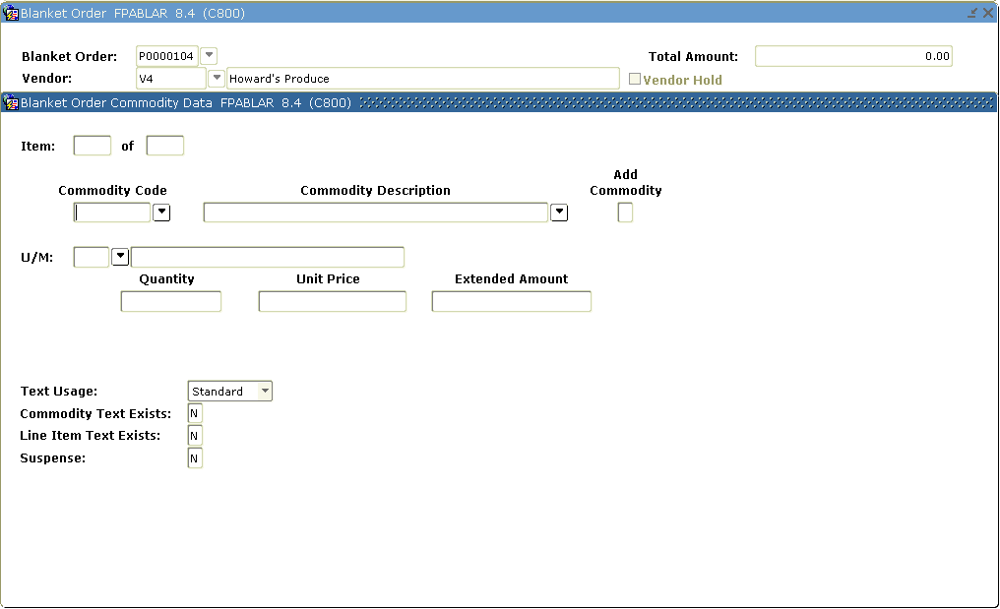 Blanket Order FPABLAR 8.4 (C800)
Blanket Order: P0000104 Total Amount: 0.00
Vendor: V4 Howard's Produce Vendor Hold
Blanket Order Commodity Data FPABLAR 8.4 (C800)
Item: of
Add
Commodity Code Commodity Description Commodity
U/M:
Quantity Unit Price Extended Amount
Text Usage: Standard
Commodity Text Exists: N
Line Item Text Exists: N
Suspense: N